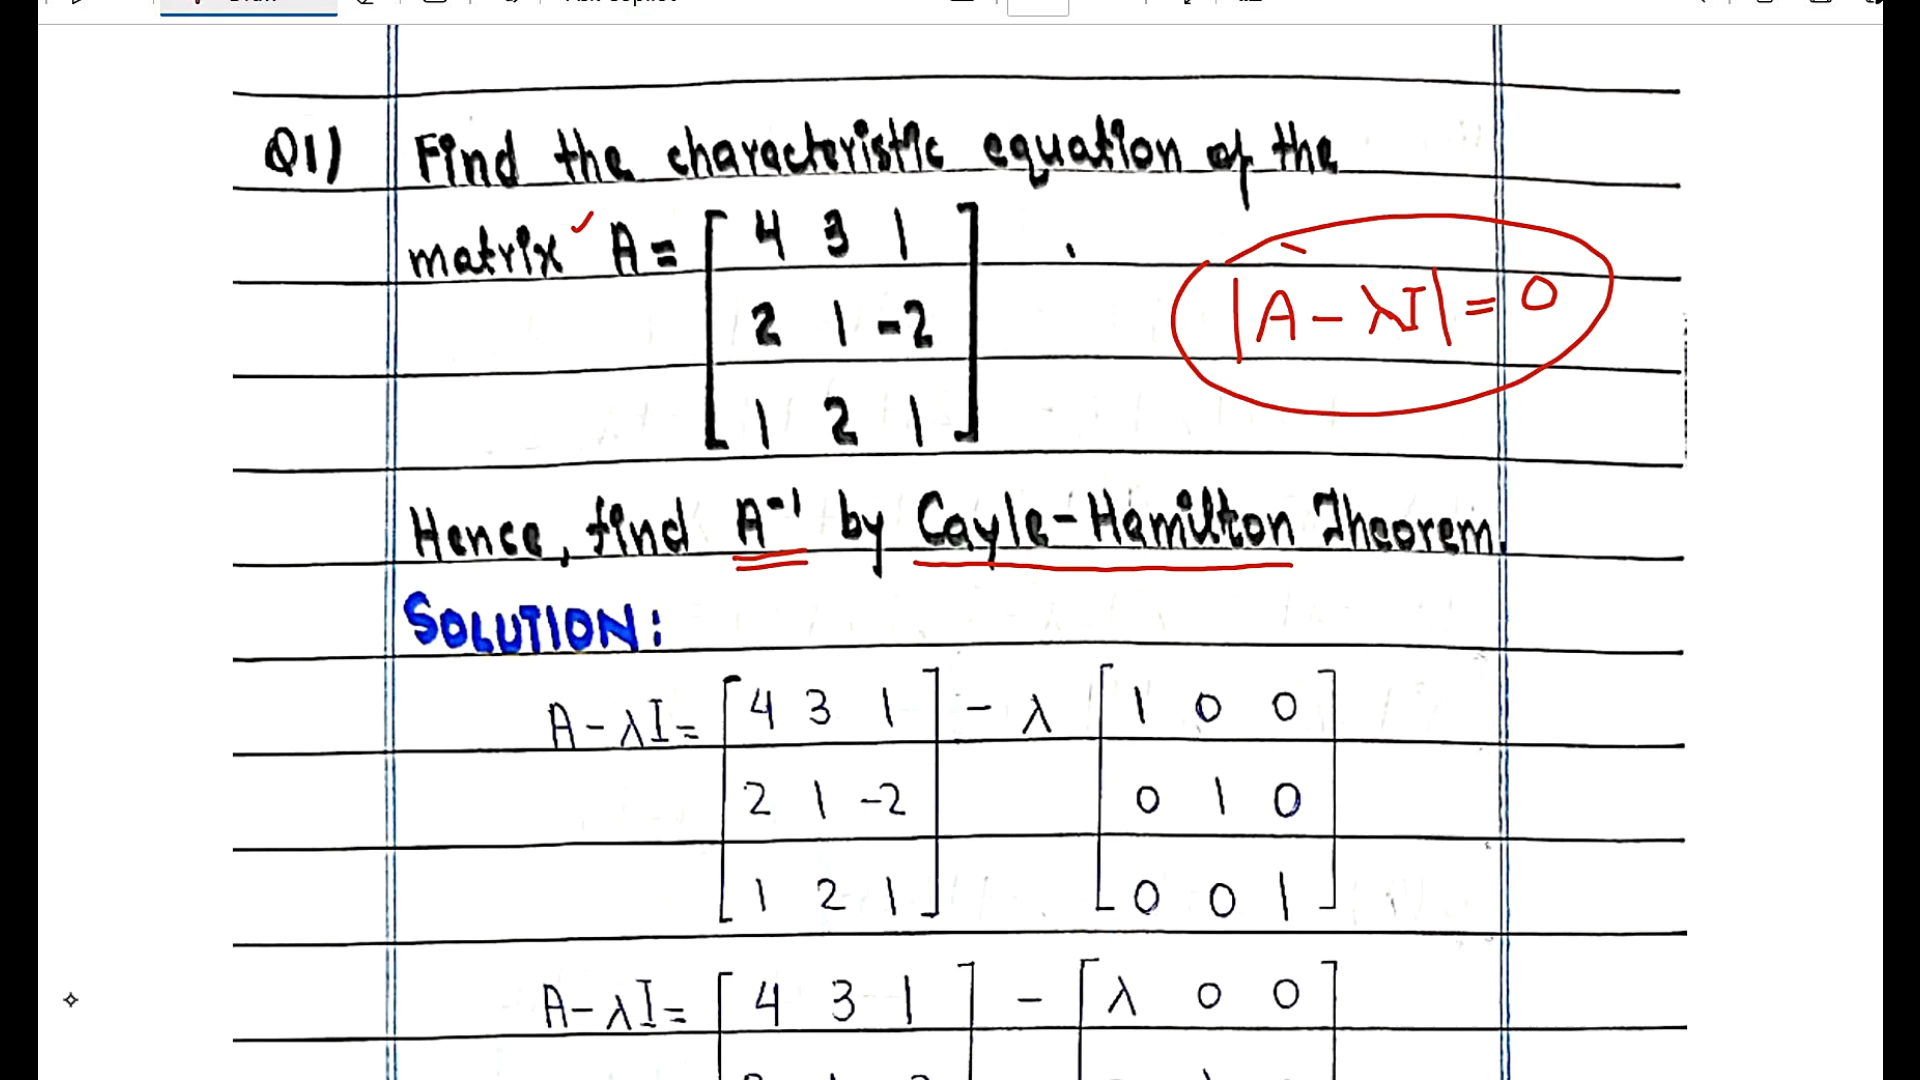 Q1) Find the characteristic equation of the
matrix ✓ A = [ 4 3 1
2 1 -2
1 2 1 ] .
|A - λI| = 0
Hence, find A⁻¹ by Cayle-Hamilton Theorem.
SOLUTION:
A - λI = [ 4 3 1 ] - λ [ 1 0 0 ]
2 1 -2 0 1 0
1 2 1 0 0 1
A - λI = [ 4 3 1 ] - [ λ 0 0 ]